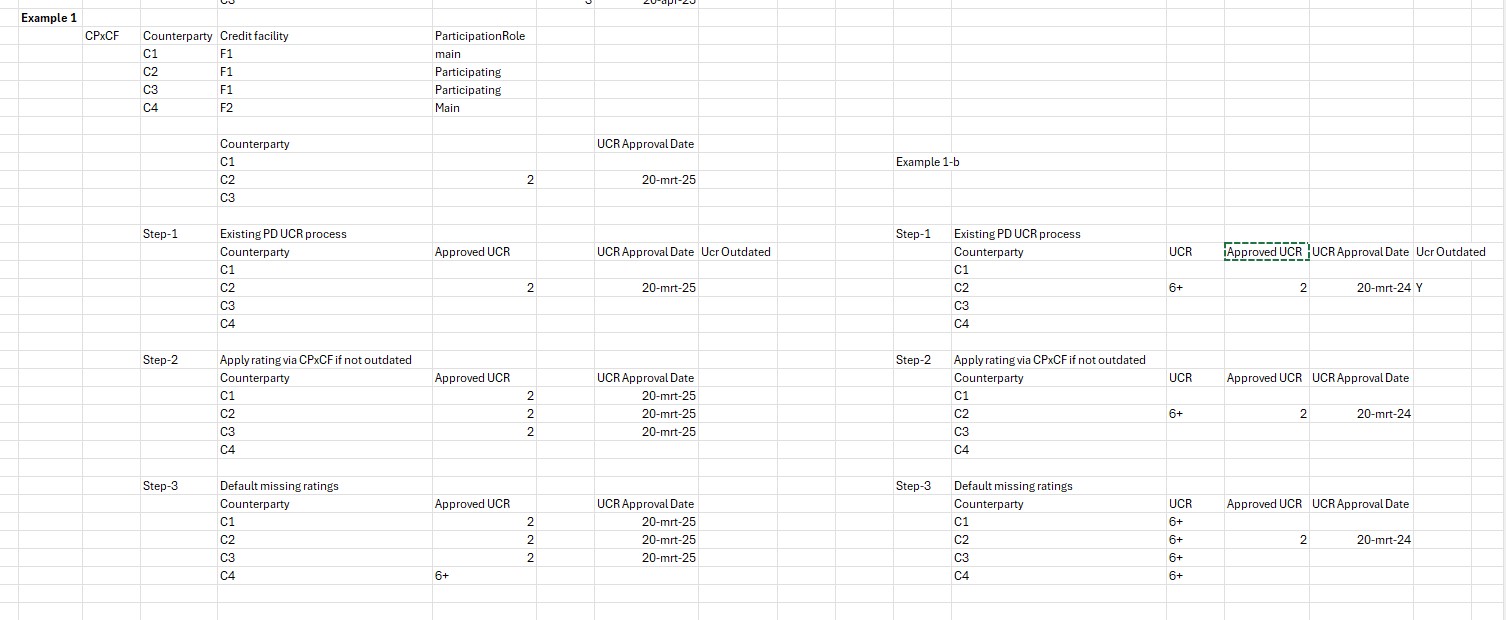 C3 3 20-apr-25
Example 1
CPxCF Counterparty Credit facility ParticipationRole
C1 F1 main
C2 F1 Participating
C3 F1 Participating
C4 F2 Main
Counterparty UCR Approval Date
C1 Example 1-b
C2 2 20-mrt-25
C3
Step-1 Existing PD UCR process Step-1 Existing PD UCR process
Counterparty Approved UCR UCR Approval Date Ucr Outdated Counterparty UCR Approved UCR UCR Approval Date Ucr Outdated
C1 C1
C2 2 20-mrt-25 C2 6+ 2 20-mrt-24 Y
C3 C3
C4 C4
Step-2 Apply rating via CPxCF if not outdated Step-2 Apply rating via CPxCF if not outdated
Counterparty Approved UCR UCR Approval Date Counterparty UCR Approved UCR UCR Approval Date
C1 2 20-mrt-25 C1
C2 2 20-mrt-25 C2 6+ 2 20-mrt-24
C3 2 20-mrt-25 C3
C4 C4
Step-3 Default missing ratings Step-3 Default missing ratings
Counterparty Approved UCR UCR Approval Date Counterparty UCR Approved UCR UCR Approval Date
C1 2 20-mrt-25 C1 6+
C2 2 20-mrt-25 C2 6+ 2 20-mrt-24
C3 2 20-mrt-25 C3 6+
C4 6+ C4 6+